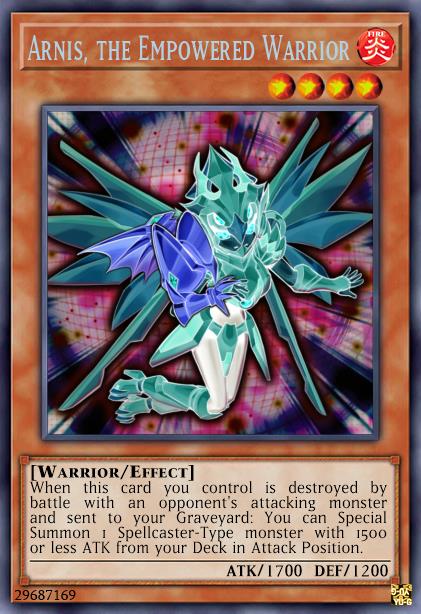 ARNIS, THE EMPOWERED WARRIOR
FIRE
炎
[WARRIOR/EFFECT]
When this card you control is destroyed by
battle with an opponent's attacking monster
and sent to your Graveyard: You can Special
Summon 1 Spellcaster-Type monster with 1500
or less ATK from your Deck in Attack Position.
ATK/1700 DEF/1200
29687169